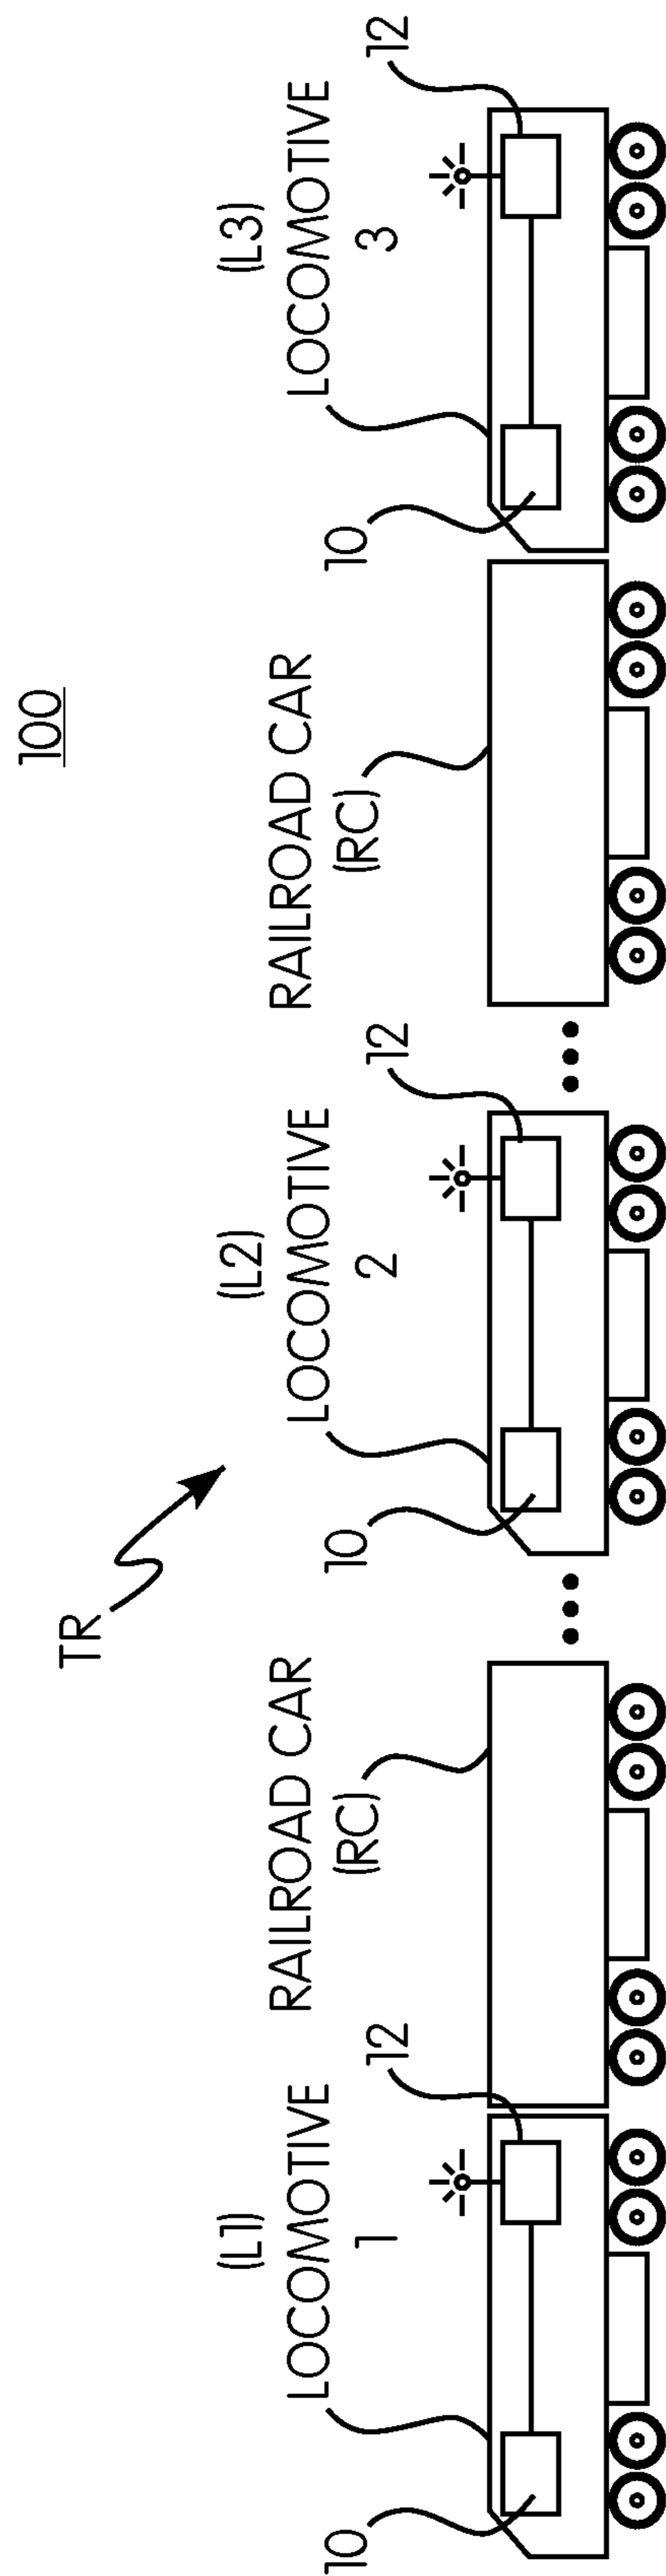 100
TR
(L1)
LOCOMOTIVE
1
10
12
RAILROAD CAR
(RC)
(L2)
LOCOMOTIVE
2
10
12
RAILROAD CAR
(RC)
(L3)
LOCOMOTIVE
3
10
12